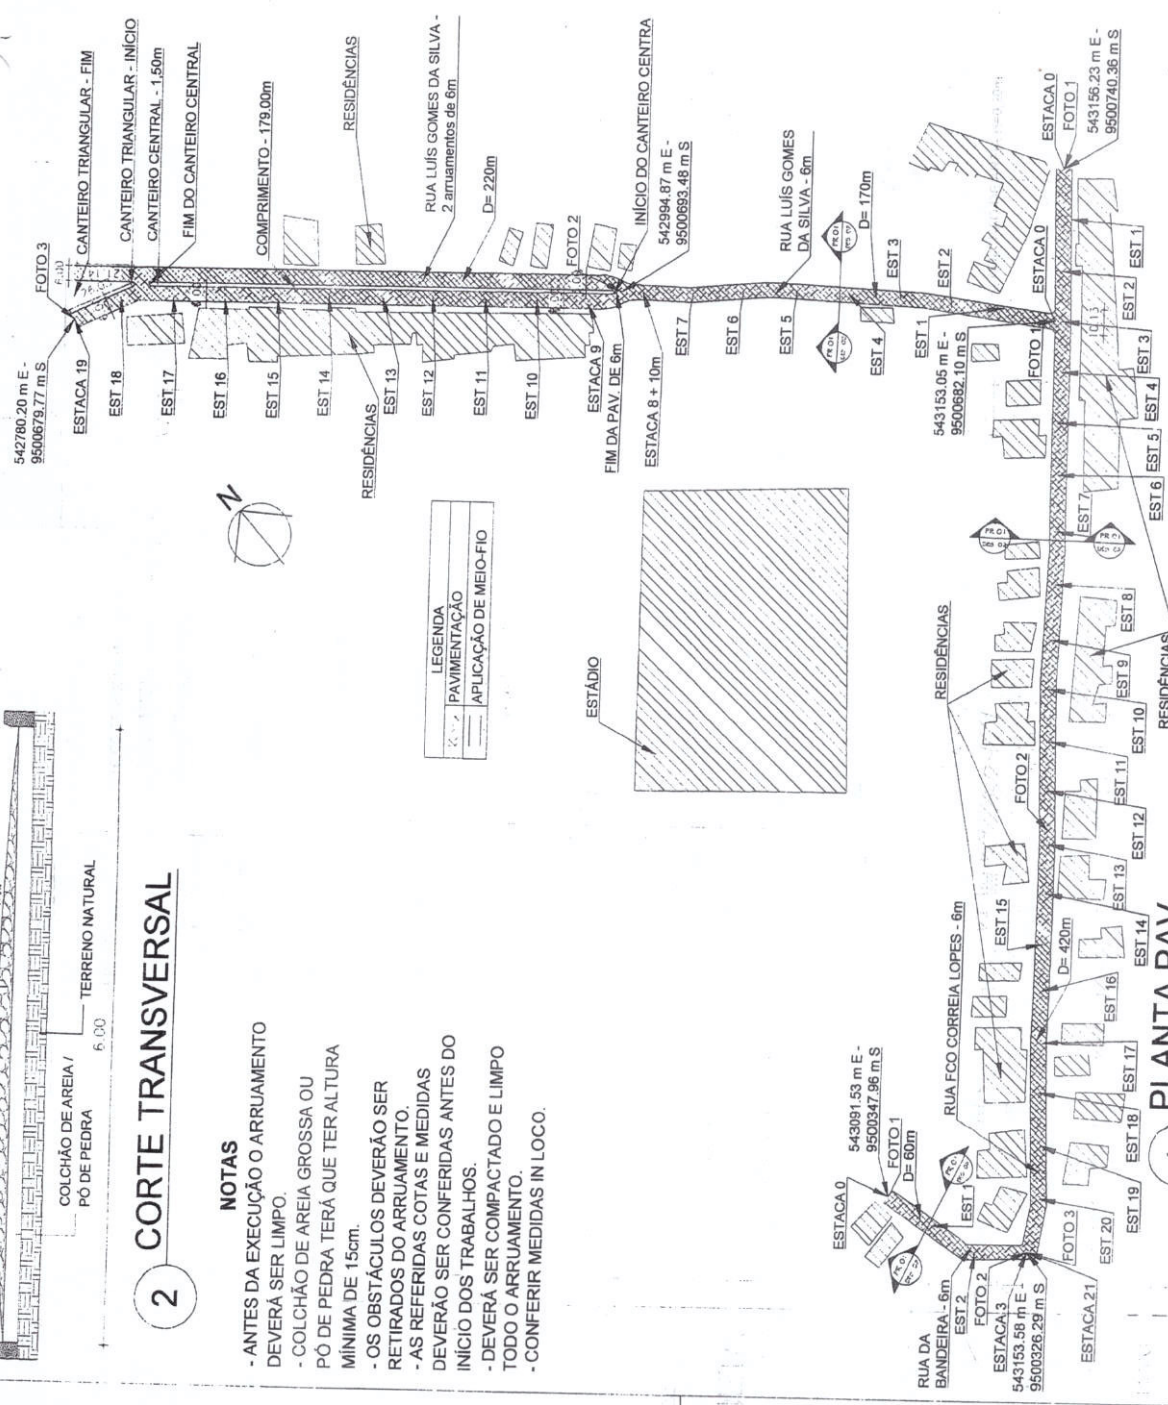 COLCHÃO DE AREIA /
PÓ DE PEDRA
TERRENO NATURAL
6.00
2
CORTE TRANSVERSAL
NOTAS
- ANTES DA EXECUÇÃO O ARRUAMENTO
DEVERÁ SER LIMPO.
- COLCHÃO DE AREIA GROSSA OU
PÓ DE PEDRA TERÁ QUE TER ALTURA
MÍNIMA DE 15cm.
- OS OBSTÁCULOS DEVERÃO SER
RETIRADOS DO ARRUAMENTO.
- AS REFERIDAS COTAS E MEDIDAS
DEVERÃO SER CONFERIDAS ANTES DO
INÍCIO DOS TRABALHOS.
- DEVERÁ SER COMPACTADO E LIMPO
TODO O ARRUAMENTO.
- CONFERIR MEDIDAS IN LOCO.
N
LEGENDA
PAVIMENTAÇÃO
APLICAÇÃO DE MEIO-FIO
ESTÁDIO
542780.20 m E -
9500679.77 m S
ESTACA 19
EST 18
EST 17
EST 16
EST 15
EST 14
EST 13
EST 12
EST 11
EST 10
ESTACA 9
FIM DA PAV. DE 6m
ESTACA 8 + 10m
RESIDÊNCIAS
FOTO 3
6.00
CANTEIRO TRIANGULAR - FIM
CANTEIRO TRIANGULAR - INÍCIO
CANTEIRO CENTRAL - 1,50m
FIM DO CANTEIRO CENTRAL
COMPRIMENTO - 179.00m
RESIDÊNCIAS
RUA LUÍS GOMES DA SILVA -
2 arruamentos de 6m
D= 220m
FOTO 2
INÍCIO DO CANTEIRO CENTRA
542994.87 m E -
9500693.48 m S
EST 7
EST 6
EST 5
EST 4
RUA LUÍS GOMES
DA SILVA - 6m
D= 170m
EST 3
EST 2
EST 1
ESTACA 0
FOTO 1
543153.05 m E -
9500682.10 m S
ESTACA 0
FOTO 1
543156.23 m E -
9500740.36 m S
EST 1
EST 2
EST 3
EST 4
EST 5
EST 6
EST 7
EST 8
EST 9
EST 10
EST 11
EST 12
EST 13
EST 14
EST 15
EST 16
EST 17
EST 18
EST 19
EST 20
ESTACA 21
RESIDÊNCIAS
RESIDÊNCIAS
FOTO 2
D= 420m
RUA FCO CORREIA LOPES - 6m
FOTO 3
543091.53 m E -
9500347.96 m S
ESTACA 0
FOTO 1
D= 60m
EST 1
RUA DA
BANDEIRA - 6m
EST 2
FOTO 2
ESTACA 3
543153.58 m E -
9500326.29 m S
PLANTA PAV